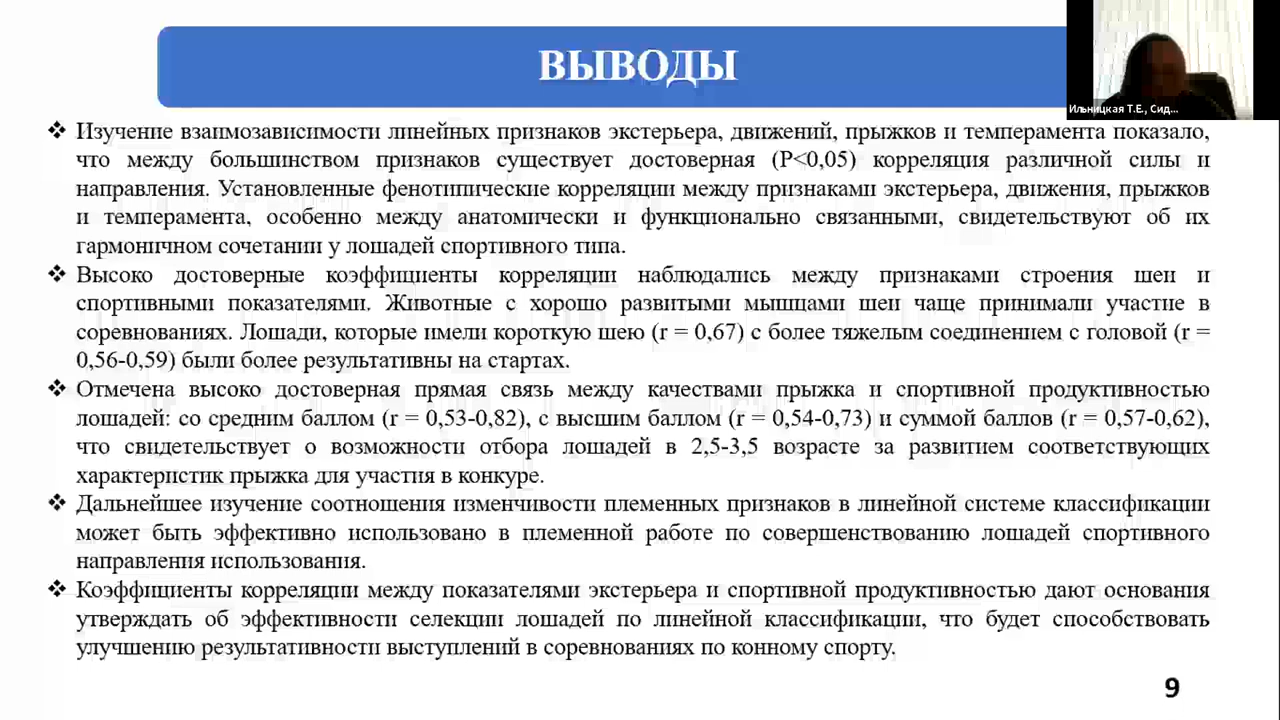 ВЫВОДЫ
Ильницкая Т.Е., Сид...
❖ Изучение взаимозависимости линейных признаков экстерьера, движений, прыжков и темперамента показало,
что между большинством признаков существует достоверная (P<0,05) корреляция различной силы и
направления. Установленные фенотипические корреляции между признаками экстерьера, движения, прыжков
и темперамента, особенно между анатомически и функционально связанными, свидетельствуют об их
гармоничном сочетании у лошадей спортивного типа.
❖ Высоко достоверные коэффициенты корреляции наблюдались между признаками строения шеи и
спортивными показателями. Животные с хорошо развитыми мышцами шеи чаще принимали участие в
соревнованиях. Лошади, которые имели короткую шею (r = 0,67) с более тяжелым соединением с головой (r =
0,56-0,59) были более результативны на стартах.
❖ Отмечена высоко достоверная прямая связь между качествами прыжка и спортивной продуктивностью
лошадей: со средним баллом (r = 0,53-0,82), с высшим баллом (r = 0,54-0,73) и суммой баллов (r = 0,57-0,62),
что свидетельствует о возможности отбора лошадей в 2,5-3,5 возрасте за развитием соответствующих
характеристик прыжка для участия в конкуре.
❖ Дальнейшее изучение соотношения изменчивости племенных признаков в линейной системе классификации
может быть эффективно использовано в племенной работе по совершенствованию лошадей спортивного
направления использования.
❖ Коэффициенты корреляции между показателями экстерьера и спортивной продуктивностью дают основания
утверждать об эффективности селекции лошадей по линейной классификации, что будет способствовать
улучшению результативности выступлений в соревнованиях по конному спорту.
9